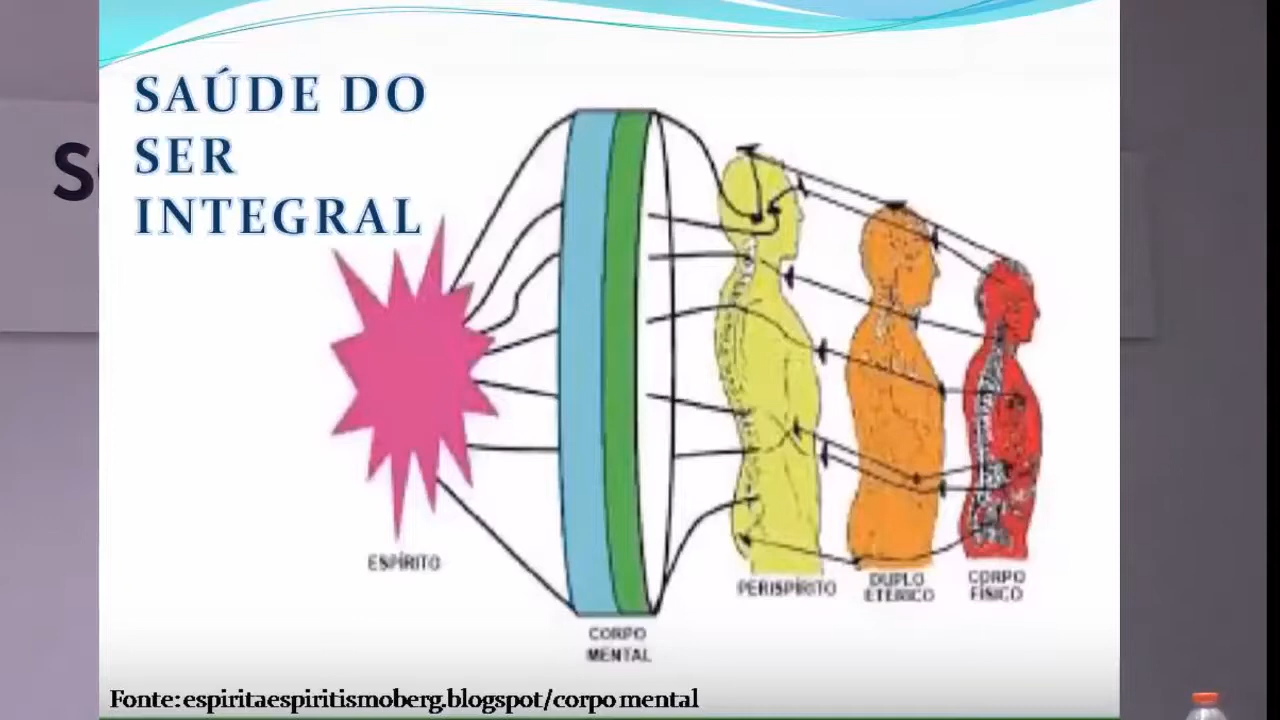 SAÚDE DO
SER
INTEGRAL
S
ESPÍRITO
PERISPÍRITO
DUPLO
ETÉRICO
CORPO
FÍSICO
CORPO
MENTAL
Fonte: espiritaespiritismoberg.blogspot/corpo mental